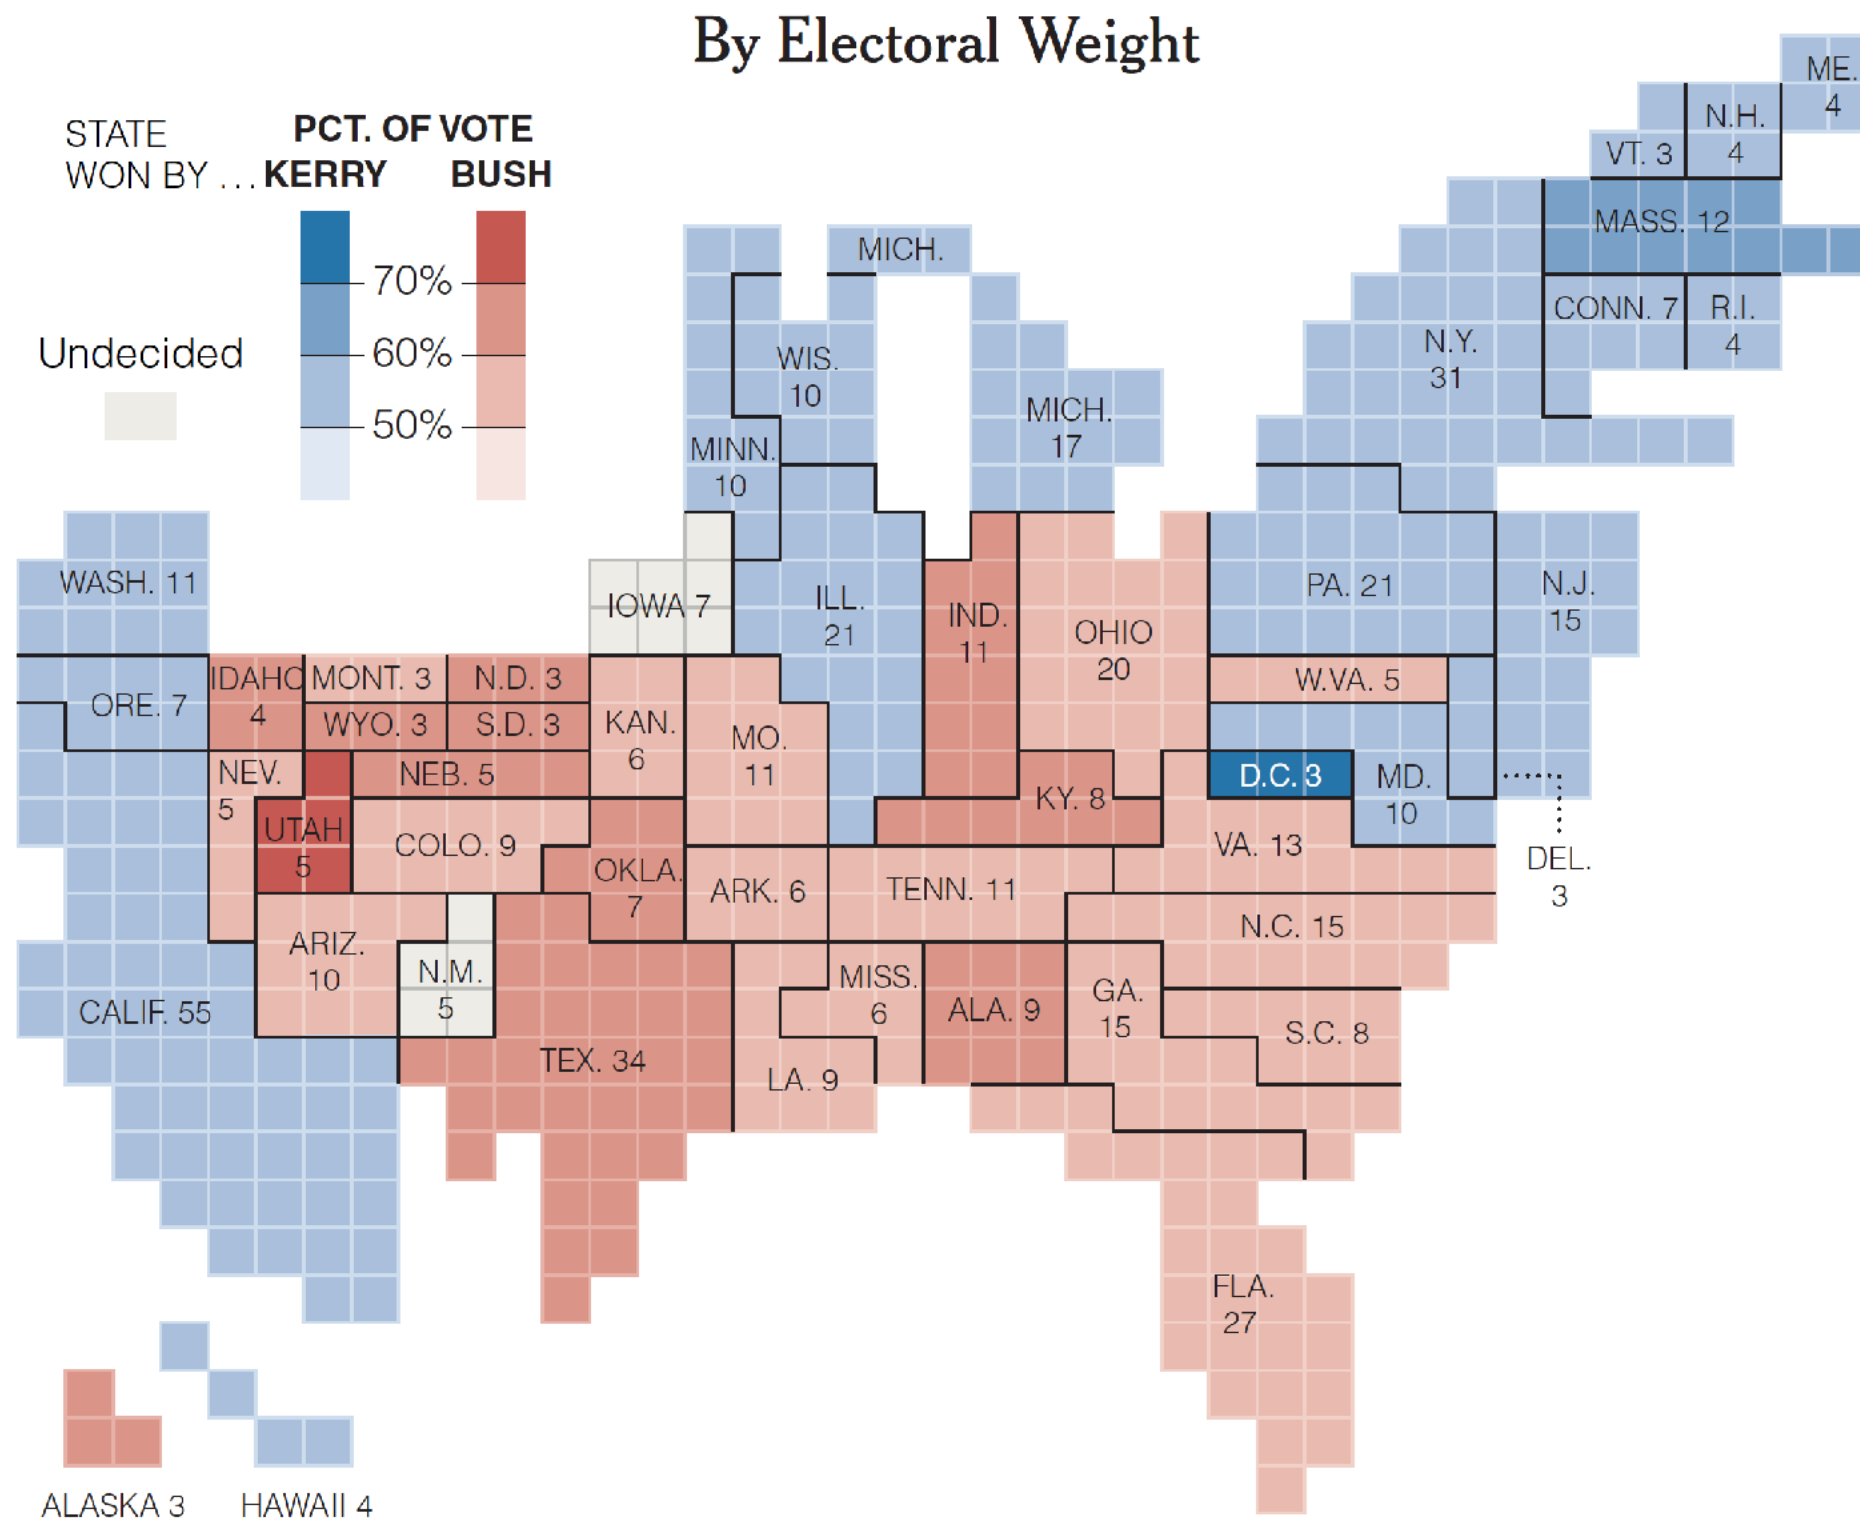 By Electoral Weight
STATE
WON BY ...
PCT. OF VOTE
KERRY BUSH
70%
60%
50%
Undecided
ME.
4
N.H.
4
VT. 3
MASS. 12
CONN. 7
R.I.
4
N.Y.
31
MICH.
WIS.
10
MICH.
17
MINN.
10
WASH. 11
IOWA 7
ILL.
21
IND.
11
OHIO
20
PA. 21
N.J.
15
ORE. 7
IDAHO
4
MONT. 3
N.D. 3
WYO. 3
S.D. 3
KAN.
6
MO.
11
W.VA. 5
NEV.
5
UTAH
5
NEB. 5
COLO. 9
KY. 8
D.C. 3
MD.
10
VA. 13
DEL.
3
OKLA.
7
ARK. 6
TENN. 11
N.C. 15
ARIZ.
10
N.M.
5
CALIF. 55
TEX. 34
MISS.
6
LA. 9
ALA. 9
GA.
15
S.C. 8
FLA.
27
ALASKA 3
HAWAII 4